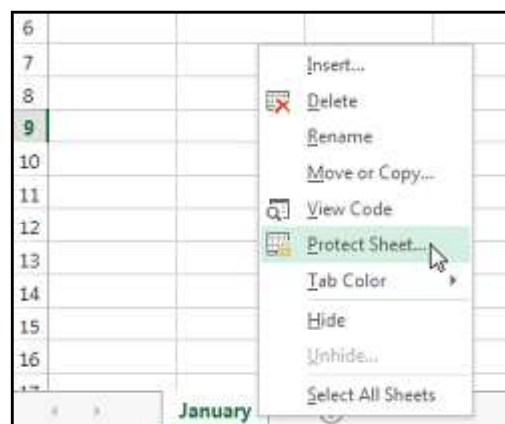 6
7
8
9
10
11
12
13
14
15
16
17
Insert...
Delete
Rename
Move or Copy...
View Code
Protect Sheet...
Tab Color
Hide
Unhide...
Select All Sheets
January